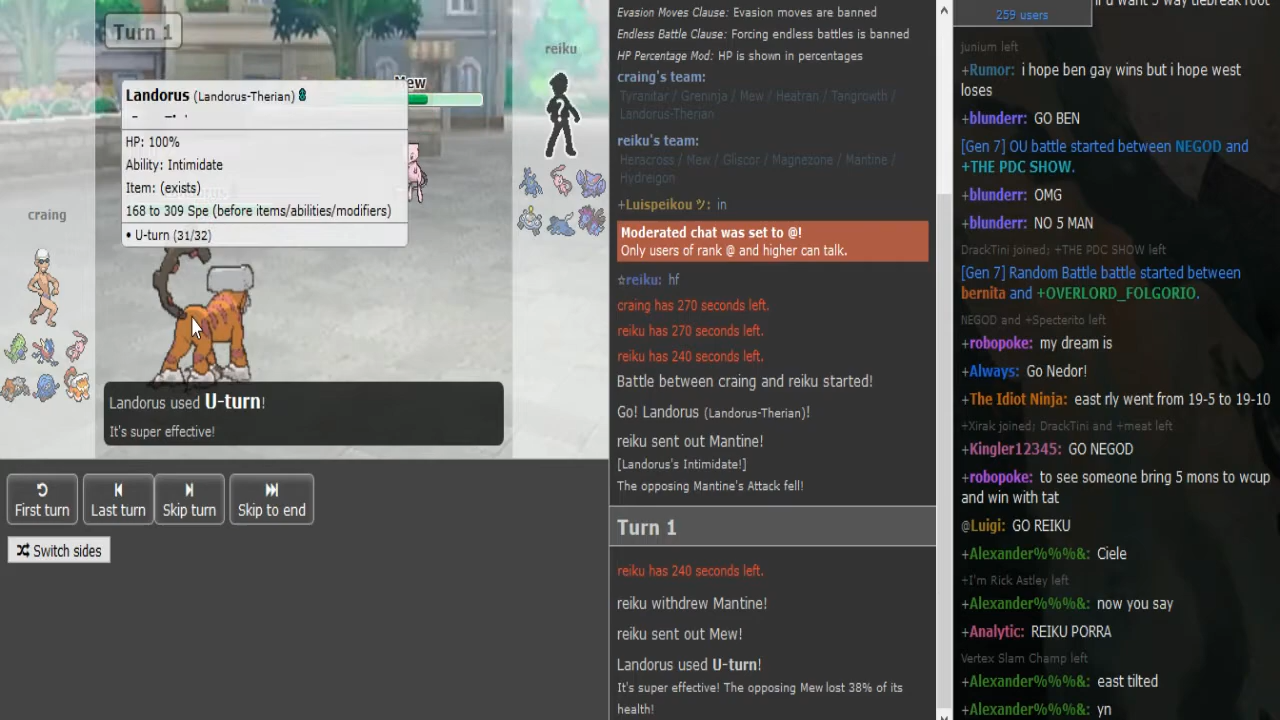 Turn 1
reiku
ew
Landorus (Landorus-Therian)
HP: 100%
Ability: Intimidate
Item: (exists)
168 to 309 Spe (before items/abilities/modifiers)
• U-turn (31/32)
craing
Landorus used U-turn!
It's super effective!
First turn
Last turn
Skip turn
Skip to end
Switch sides
Evasion Moves Clause: Evasion moves are banned
Endless Battle Clause: Forcing endless battles is banned
HP Percentage Mod: HP is shown in percentages
craing's team:
Tyranitar / Greninja / Mew / Heatran / Tangrowth /
Landorus-Therian
reiku's team:
Heracross / Mew / Gliscor / Magnezone / Mantine /
Hydreigon
+Luispeikou ツ: in
Moderated chat was set to @!
Only users of rank @ and higher can talk.
☆reiku: hf
craing has 270 seconds left.
reiku has 270 seconds left.
reiku has 240 seconds left.
Battle between craing and reiku started!
Go! Landorus (Landorus-Therian)!
reiku sent out Mantine!
[Landorus's Intimidate!]
The opposing Mantine's Attack fell!
Turn 1
reiku has 240 seconds left.
reiku withdrew Mantine!
reiku sent out Mew!
Landorus used U-turn!
It's super effective! The opposing Mew lost 38% of its
health!
259 users
junium left
+Rumor: i hope ben gay wins but i hope west
loses
+blunderr: GO BEN
[Gen 7] OU battle started between NEGOD and
+THE PDC SHOW.
+blunderr: OMG
+blunderr: NO 5 MAN
DrackTini joined; +THE PDC SHOW left
[Gen 7] Random Battle battle started between
bernita and +OVERLORD_FOLGORIO.
NEGOD and +Specterito left
+robopoke: my dream is
+Always: Go Nedor!
+The Idiot Ninja: east rly went from 19-5 to 19-10
+Xirak joined; DrackTini and +meat left
+Kingler12345: GO NEGOD
+robopoke: to see someone bring 5 mons to wcup
and win with tat
@Luigi: GO REIKU
+Alexander%%%&: Ciele
+I'm Rick Astley left
+Alexander%%%&: now you say
+Analytic: REIKU PORRA
Vertex Slam Champ left
+Alexander%%%&: east tilted
+Alexander%%%&: yn